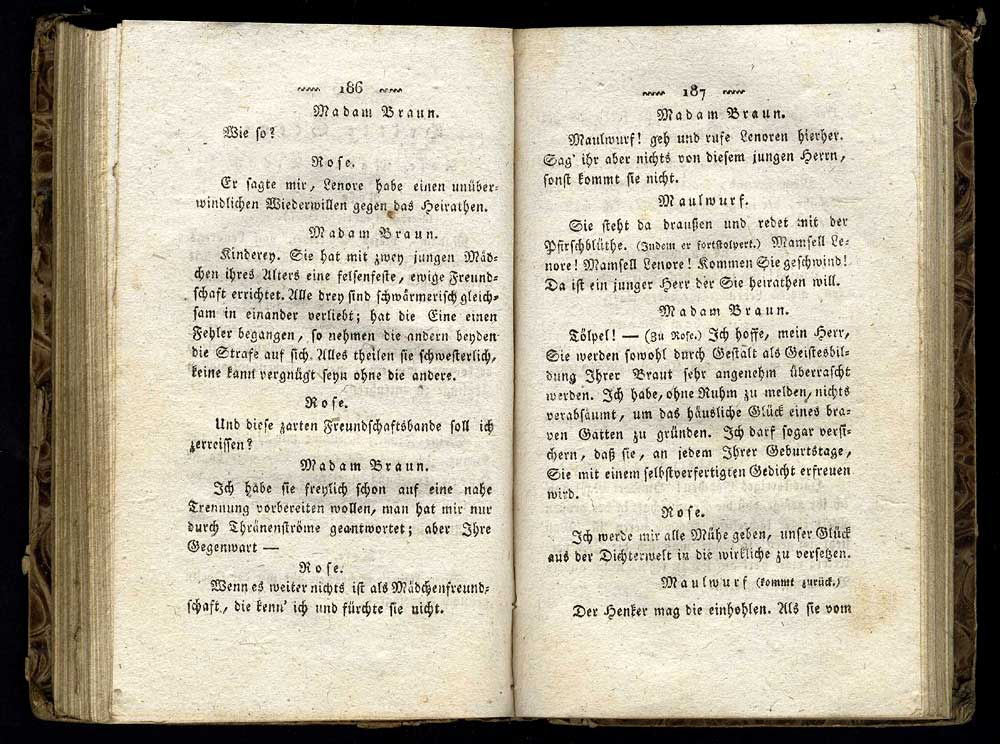 186
Madam Braun.
Wie so?
Rose.
Er sagte mir, Lenore habe einen unüber-
windlichen Wiederwillen gegen das Heirathen.
Madam Braun.
Kinderey. Sie hat mit zwey jungen Mäd-
chen ihres Alters eine felsenfeste, ewige Freund-
schaft errichtet. Alle drey sind schwärmerisch gleich-
sam in einander verliebt; hat die Eine einen
Fehler begangen, so nehmen die andern beyden
die Strafe auf sich. Alles theilen sie schwesterlich,
keine kann vergnügt seyn ohne die andere.
Rose.
Und diese zarten Freundschaftsbande soll ich
zerreissen?
Madam Braun.
Ich habe sie freylich schon auf eine nahe
Trennung vorbereiten wollen, man hat mir nur
durch Thränenströme geantwortet; aber Ihre
Gegenwart —
Rose.
Wenn es weiter nichts ist als Mädchenfreund-
schaft, die kenn' ich und fürchte sie nicht.
187
Madam Braun.
Maulwurf! geh und rufe Lenoren hierher.
Sag' ihr aber nichts von diesem jungen Herrn,
sonst kommt sie nicht.
Maulwurf.
Sie steht da draußen und redet mit der
Pfirschblüthe. (Indem er fortstolpert.) Mamsell Le-
nore! Mamsell Lenore! Kommen Sie geschwind!
Da ist ein junger Herr der Sie heirathen will.
Madam Braun.
Tölpel! — (Zu Rose.) Ich hoffe, mein Herr,
Sie werden sowohl durch Gestalt als Geistesbil-
dung Ihrer Braut sehr angenehm überrascht
werden. Ich habe, ohne Ruhm zu melden, nichts
verabsäumt, um das häusliche Glück eines bra-
ven Gatten zu gründen. Ich darf sogar versi-
chern, daß sie, an jedem Ihrer Geburtstage,
Sie mit einem selbstverfertigten Gedicht erfreuen
wird.
Rose.
Ich werde mir alle Mühe geben, unser Glück
aus der Dichterwelt in die wirkliche zu versetzen.
Maulwurf (kommt zurück.)
Der Henker mag die einhohlen. Als sie vom